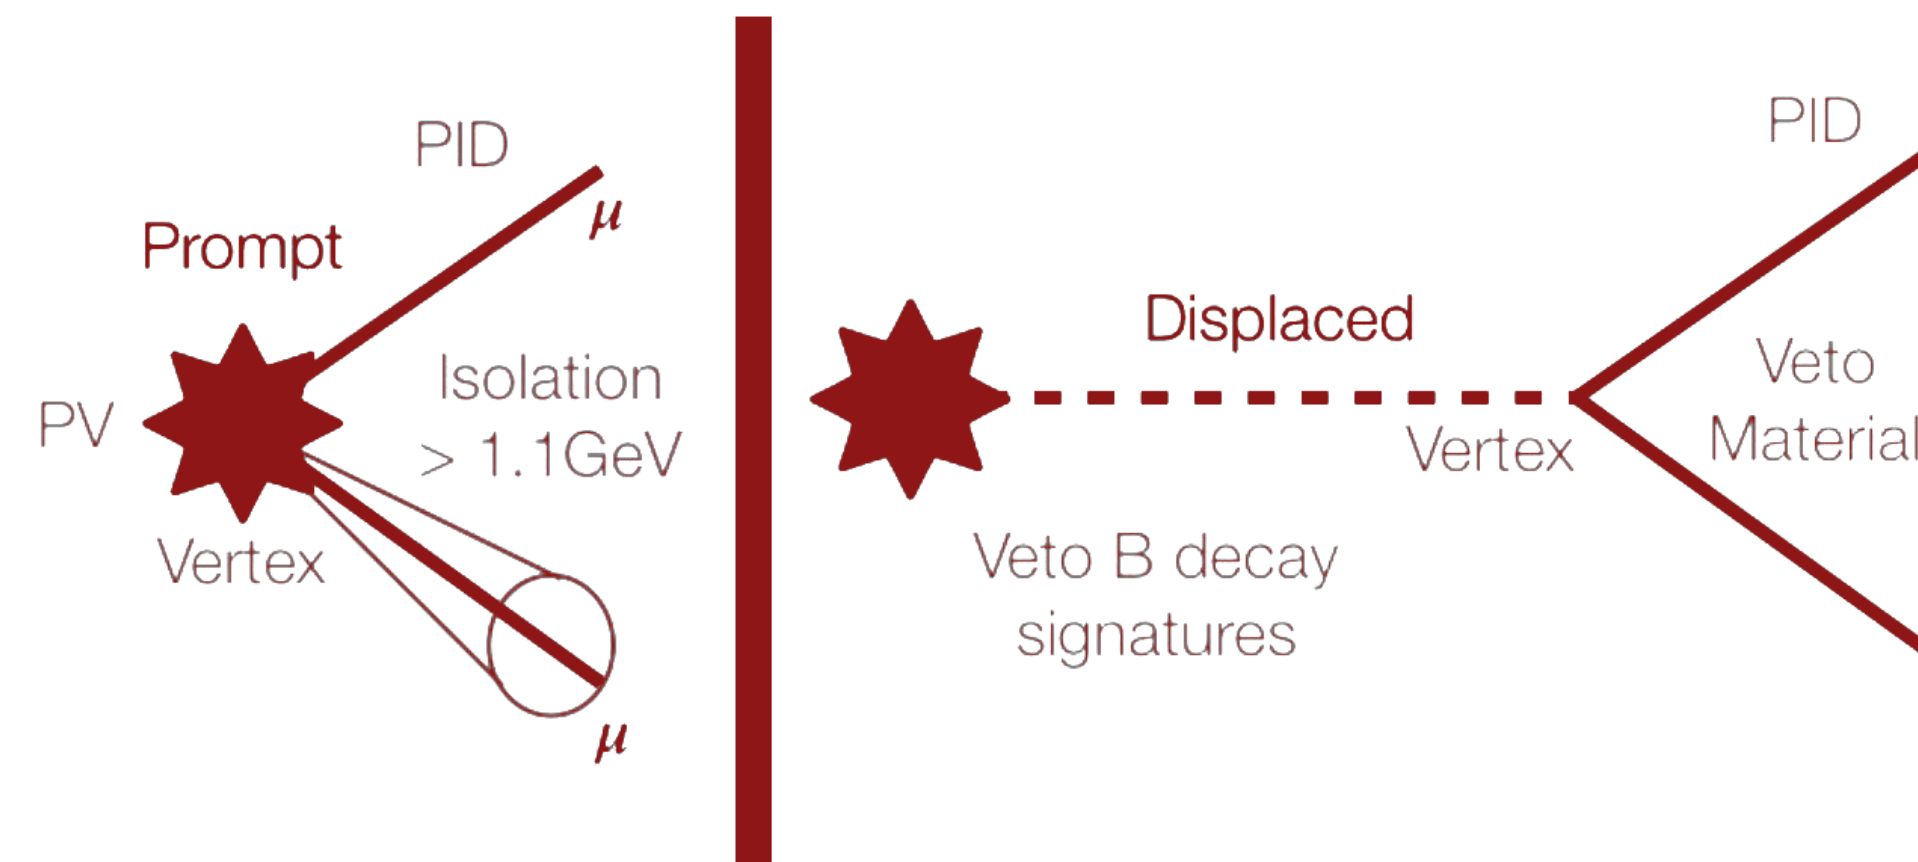 PID
μ
Prompt
Isolation
> 1.1GeV
PV
Vertex
μ
PID
Displaced
Veto
Material
Vertex
Veto B decay
signatures